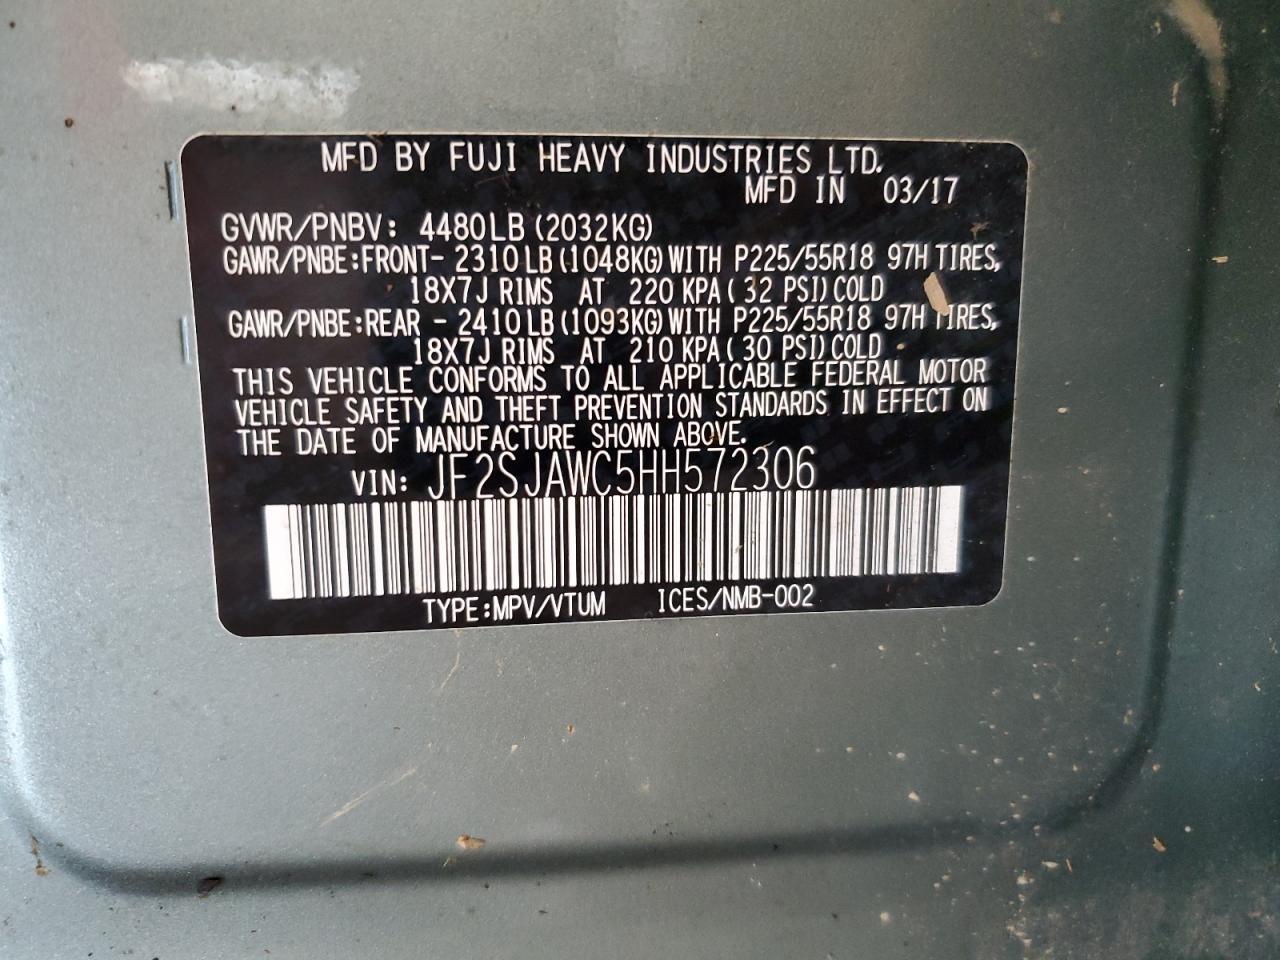 MFD BY FUJI HEAVY INDUSTRIES LTD.
MFD IN 03/17
GVWR/PNBV: 4480LB (2032KG)
GAWR/PNBE:FRONT- 2310LB(1048KG)WITH P225/55R18 97H TIRES,
18X7J RIMS AT 220 KPA( 32 PSI)COLD
GAWR/PNBE:REAR - 2410LB(1093KG)WITH P225/55R18 97H TIRES,
18X7J RIMS AT 210 KPA( 30 PSI)COLD
THIS VEHICLE CONFORMS TO ALL APPLICABLE FEDERAL MOTOR
VEHICLE SAFETY AND THEFT PREVENTION STANDARDS IN EFFECT ON
THE DATE OF MANUFACTURE SHOWN ABOVE.
VIN: JF2SJAWC5HH572306
TYPE:MPV/VTUM ICES/NMB-002